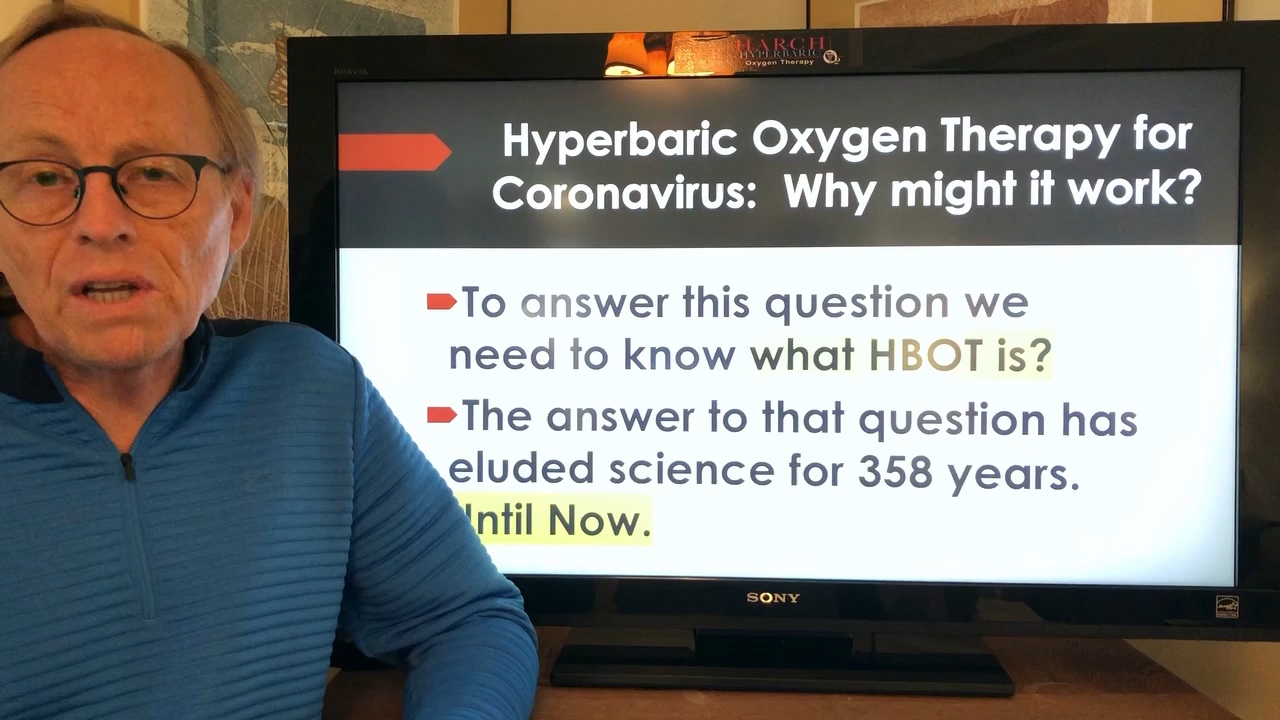 BRAVIA
HARCH
HYPERBARIC
Oxygen Therapy
Hyperbaric Oxygen Therapy for
Coronavirus: Why might it work?
To answer this question we
need to know what HBOT is?
The answer to that question has
eluded science for 358 years.
Until Now.
SONY